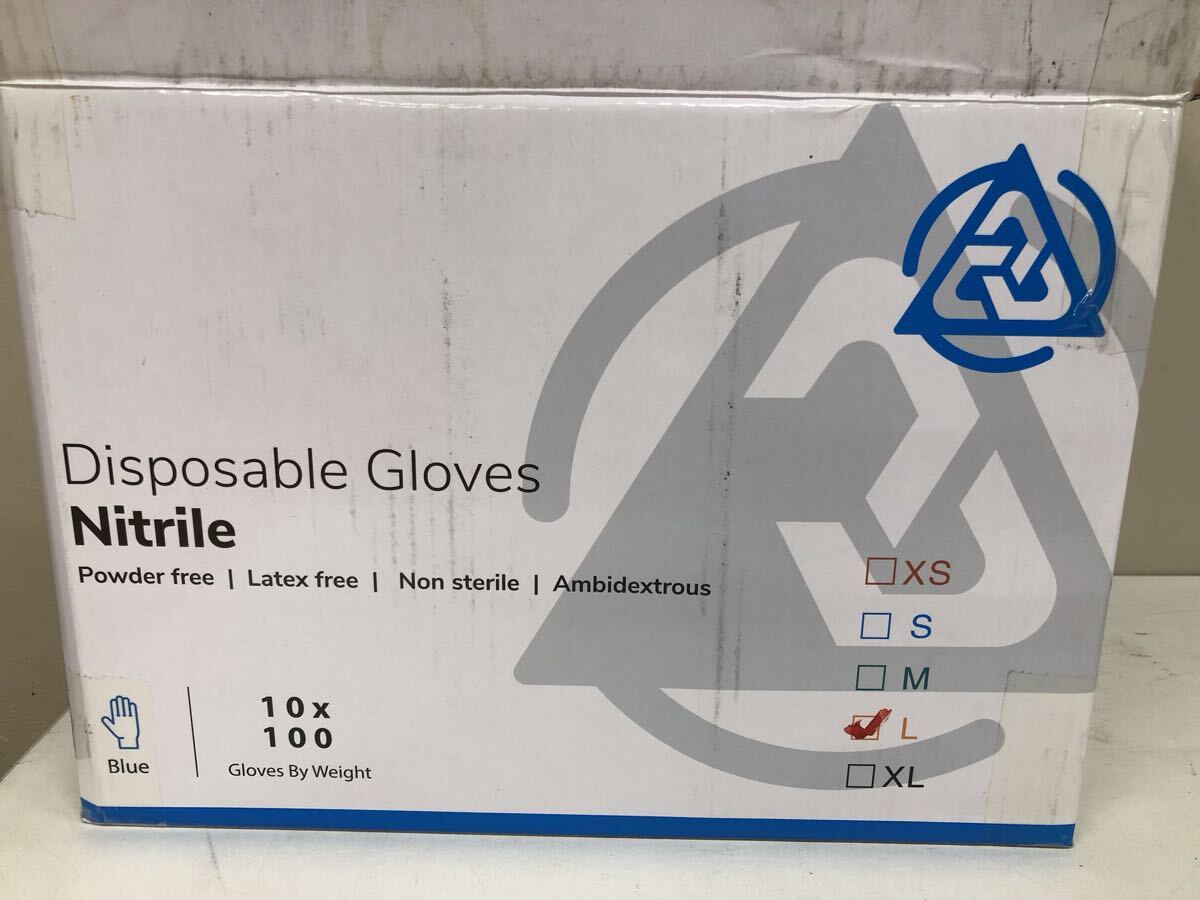 Disposable Gloves
Nitrile
Powder free | Latex free | Non sterile | Ambidextrous
XS
S
M
L
XL
Blue
10x
100
Gloves By Weight